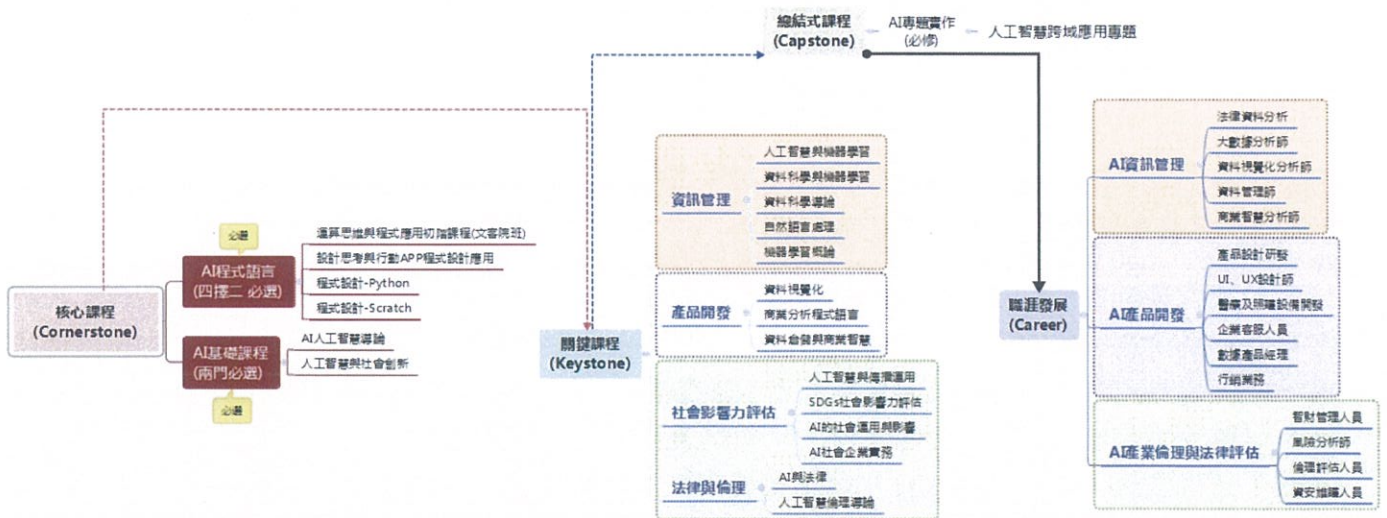 總結式課程
(Capstone)
AI專題實作
(必修)
人工智慧跨域應用專題
核心課程
(Cornerstone)
必選
AI程式語言
(四擇二 必選)
運算思維與程式應用初階課程(文客院班)
設計思考與行動APP程式設計應用
程式設計-Python
程式設計-Scratch
AI基礎課程
(兩門必選)
AI人工智慧導論
人工智慧與社會創新
必選
關鍵課程
(Keystone)
資訊管理
人工智慧與機器學習
資料科學與機器學習
資料科學導論
自然語言處理
機器學習概論
產品開發
資料視覺化
商業分析程式語言
資料倉儲與商業智慧
社會影響力評估
人工智慧與傳播運用
SDGs社會影響力評估
AI的社會運用與影響
AI社會企業實務
法律與倫理
AI與法律
人工智慧倫理導論
職涯發展
(Career)
AI資訊管理
法律資料分析
大數據分析師
資料視覺化分析師
資料管理師
商業智慧分析師
AI產品開發
產品設計研發
UI、UX設計師
醫療及照護設備開發
企業客服人員
數據產品經理
行銷業務
AI產業倫理與法律評估
智財管理人員
風險分析師
倫理評估人員
資安維護人員